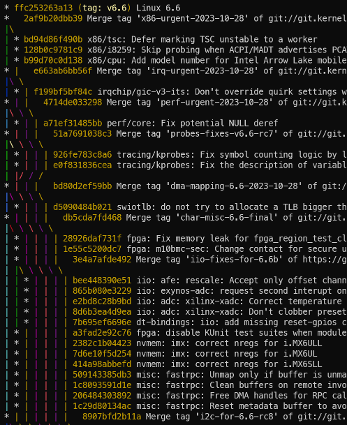 * ffc253263a13 (tag: v6.6) Linux 6.6
* 2af9b20dbb39 Merge tag 'x86-urgent-2023-10-28' of git://git.kernel
|\
| * bd94d86f490b x86/tsc: Defer marking TSC unstable to a worker
| * 128b0c9781c9 x86/i8259: Skip probing when ACPI/MADT advertises PCA
| * b99d70c0d138 x86/cpu: Add model number for Intel Arrow Lake mobile
* | e663ab6bb56f Merge tag 'irq-urgent-2023-10-28' of git://git.kern
|\ \
| * | f199bf5bf84c irqchip/gic-v3-its: Don't override quirk settings w
* | | 4714de033298 Merge tag 'perf-urgent-2023-10-28' of git://git.k
|\ \ \
| * | | a71ef31485bb perf/core: Fix potential NULL deref
* | | | 51a7691038c3 Merge tag 'probes-fixes-v6.6-rc7' of git://git.
|\ \ \ \
| * | | | 926fe783c8a6 tracing/kprobes: Fix symbol counting logic by l
| * | | | e0f831836cea tracing/kprobes: Fix the description of variabl
| |/ / /
* | | | bd80d2ef59bb Merge tag 'dma-mapping-6.6-2023-10-28' of git:/
|\ \ \ \
| * | | | d5090484b021 swiotlb: do not try to allocate a TLB bigger th
* | | | | db5cda7fd468 Merge tag 'char-misc-6.6-final' of git://git.
|\ \ \ \ \
| * | | | | 28926daf731f fpga: Fix memory leak for fpga_region_test_cl
| * | | | | 1e55c5200dc7 fpga: m10bmc-sec: Change contact for secure u
| * | | | | 3e4a7afde492 Merge tag 'iio-fixes-for-6.6b' of https://g
| |\ \ \ \ \
| | * | | | | bee448390e51 iio: afe: rescale: Accept only offset chann
| | * | | | | 865b080e3229 iio: exynos-adc: request second interupt on
| | * | | | | e2bd8c28b9bd iio: adc: xilinx-xadc: Correct temperature
| | * | | | | 8d6b3ea4d9ea iio: adc: xilinx-xadc: Don't clobber preset
| | * | | | | 7b695ef6696e dt-bindings: iio: add missing reset-gpios c
| * | | | | | a3fad2e92c76 fpga: disable KUnit test suites when module
| * | | | | | 2382c1b04423 nvmem: imx: correct nregs for i.MX6ULL
| * | | | | | 7d6e10f5d254 nvmem: imx: correct nregs for i.MX6UL
| * | | | | | 414a98abbefd nvmem: imx: correct nregs for i.MX6SLL
| * | | | | | 509143385db3 misc: fastrpc: Unmap only if buffer is unma
| * | | | | | 1c8093591d1e misc: fastrpc: Clean buffers on remote invo
| * | | | | | 206484303892 misc: fastrpc: Free DMA handles for RPC cal
| * | | | | | 1c29d80134ac misc: fastrpc: Reset metadata buffer to avo
* | | | | | | 8907bfd2b11a Merge tag 'i2c-for-6.6-rc8' of git://git.